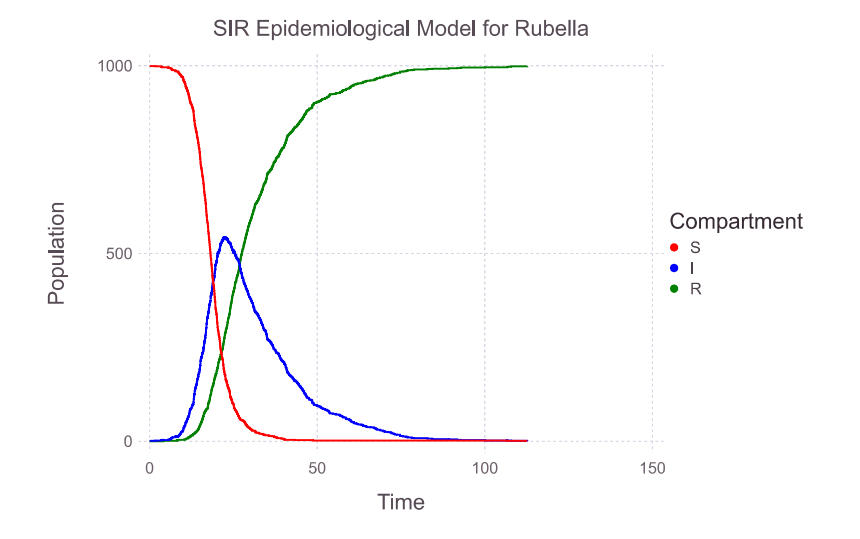 SIR Epidemiological Model for Rubella
1000
500
0
Population
0 50 100 150
Time
Compartment
S
I
R